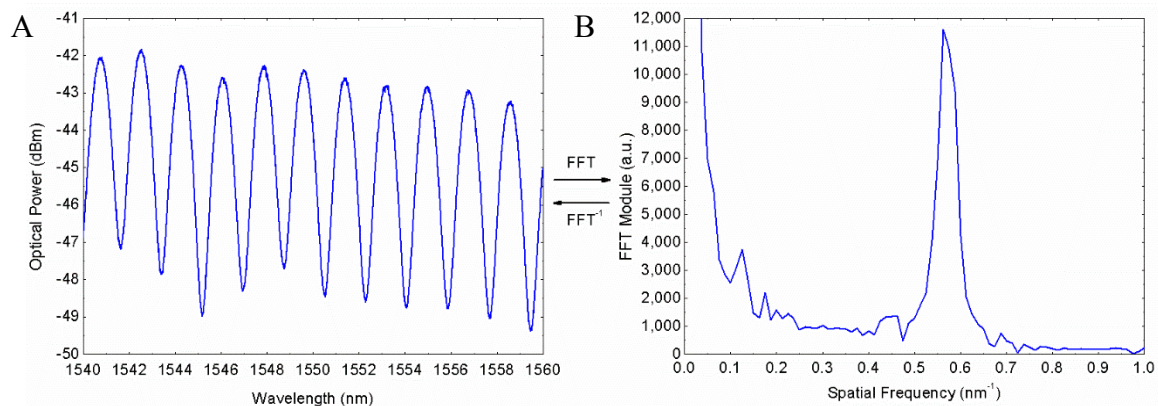 A
-41
-42
-43
-44
-45
-46
-47
-48
-49
-50
Optical Power (dBm)
1540 1542 1544 1546 1548 1550 1552 1554 1556 1558 1560
Wavelength (nm)
FFT
FFT-1
B
12,000
11,000
10,000
9,000
8,000
7,000
6,000
5,000
4,000
3,000
2,000
1,000
0
FFT Module (a.u.)
0.0 0.1 0.2 0.3 0.4 0.5 0.6 0.7 0.8 0.9 1.0
Spatial Frequency (nm-1)